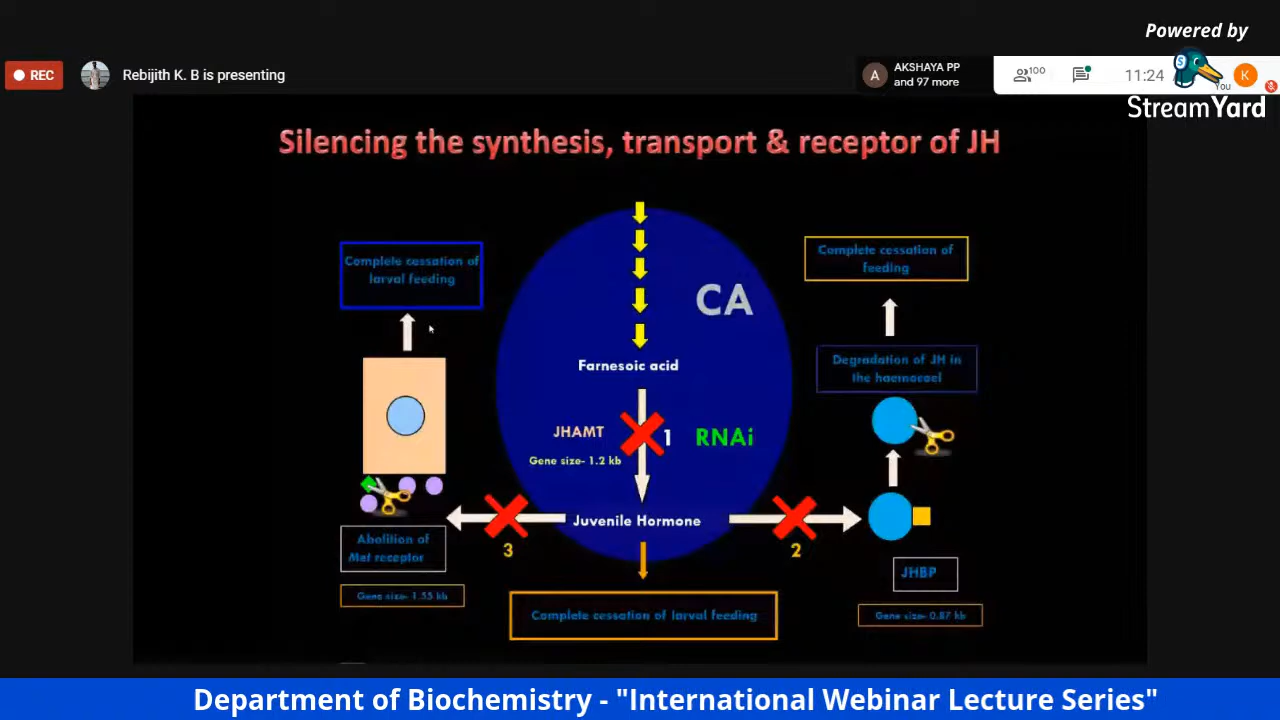 Powered by
StreamYard
REC
Rebijith K. B is presenting
A
AKSHAYA PP
and 97 more
100
11:24
You
K
Silencing the synthesis, transport & receptor of JH
Complete cessation of
larval feeding
CA
Complete cessation of
feeding
Farnesoic acid
Degradation of JH in
the haemocoel
JHAMT
1
RNAi
Gene size- 1.2 kb
Juvenile Hormone
3
2
Abolition of
Met receptor
JHBP
Gene size- 1.55 kb
Complete cessation of larval feeding
Gene size- 0.87 kb
Department of Biochemistry - "International Webinar Lecture Series"